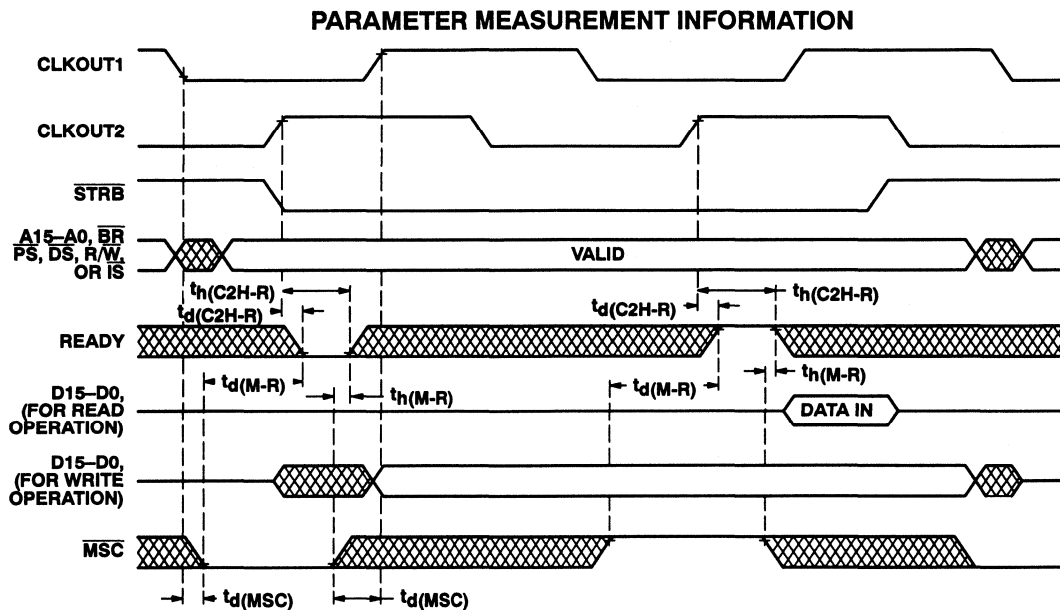 PARAMETER MEASUREMENT INFORMATION
CLKOUT1
CLKOUT2
STRB
A15–A0, BR
PS, DS, R/W,
OR IS
VALID
th(C2H-R)
td(C2H-R)
td(C2H-R)
th(C2H-R)
READY
td(M-R)
th(M-R)
td(M-R)
th(M-R)
D15–D0,
(FOR READ
OPERATION)
DATA IN
D15–D0,
(FOR WRITE
OPERATION)
MSC
td(MSC)
td(MSC)